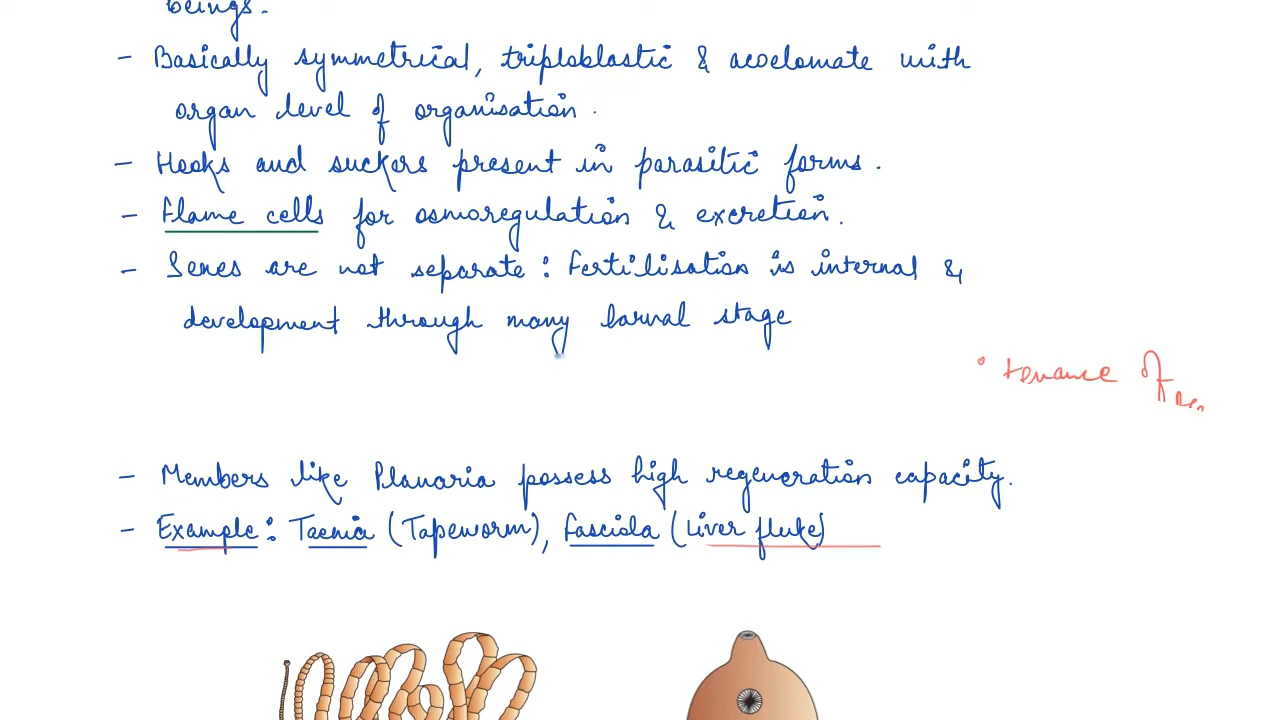 beings.
- Basically symmetrical, triploblastic & acoelomate with
organ level of organisation.
- Hooks and suckers present in parasitic forms.
- Flame cells for osmoregulation & excretion.
- Sexes are not separate: Fertilisation is internal &
development through many larval stage
tenance of
- Members like Planaria possess high regeneration capacity.
- Example: Taenia (Tapeworm), Fasciola (Liver fluke)